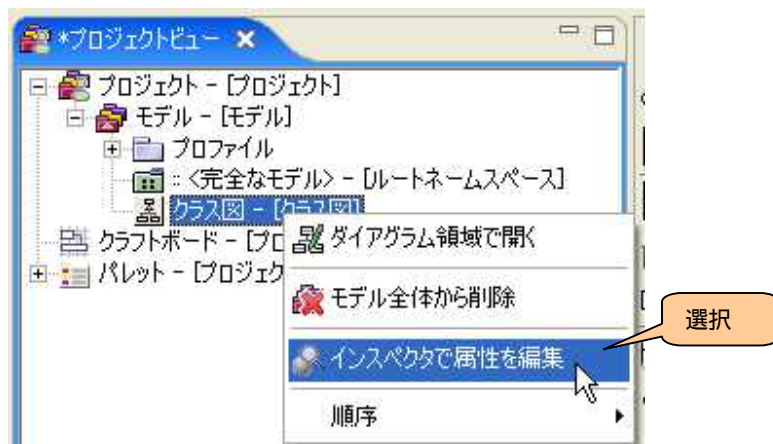 *プロジェクトビュー
プロジェクト - [プロジェクト]
モデル - [モデル]
プロファイル
:: <完全なモデル> - [ルートネームスペース]
クラス図 - [クラス図]
クラフトボード - [プロ
パレット - [プロジェク
ダイアグラム領域で開く
モデル全体から削除
インスペクタで属性を編集
順序
選択